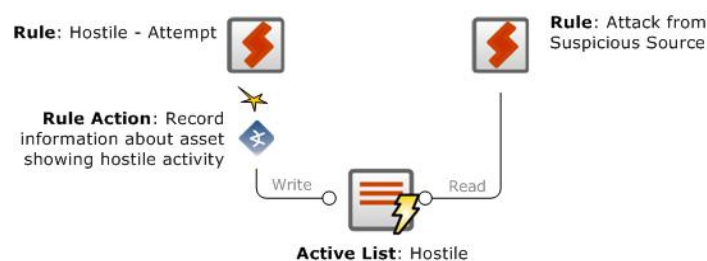 Rule: Hostile - Attempt
Rule: Attack from
Suspicious Source
Rule Action: Record
information about asset
showing hostile activity
Write
Read
Active List: Hostile